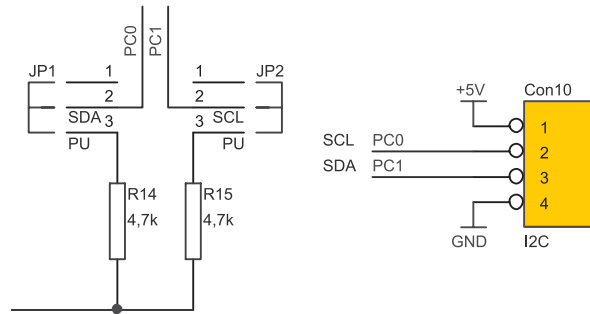 PC0
PC1
JP1
1
1
JP2
2
2
SDA
3
3
SCL
PU
PU
R14
4,7k
R15
4,7k
+5V
Con10
1
SCL PC0
2
SDA PC1
3
4
GND
I2C